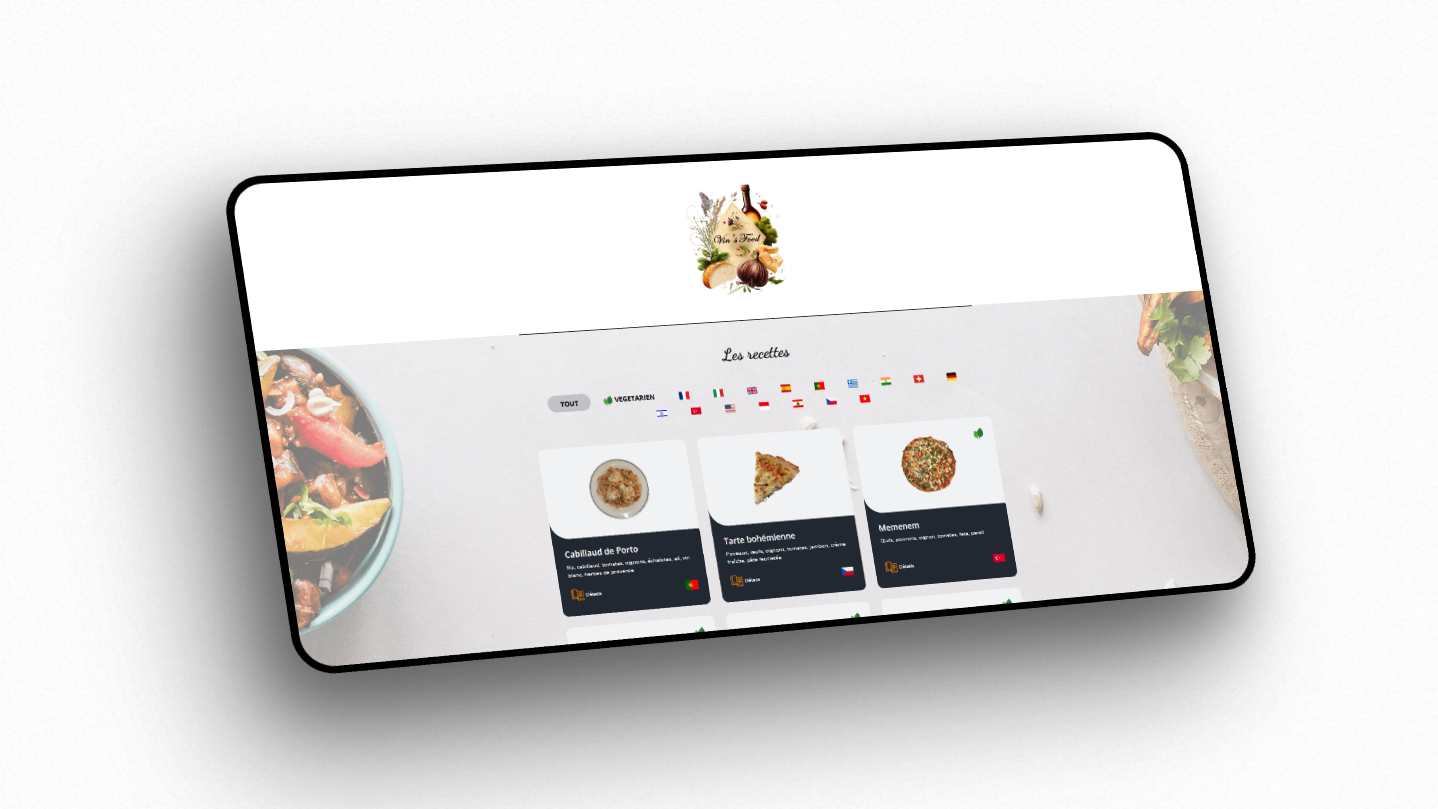 Vin's Food
Les recettes
TOUT
VEGETARIEN
Cabillaud de Porto
Riz, cabillaud, tomates, oignons, échalotes, ail, vin
blanc, herbes de provence
Détails
Tarte bohémienne
Poireaux, œufs, oignons, tomates, jambon, crème
fraîche, pâte feuilletée
Détails
Memenem
Œufs, poivrons, oignon, tomates, feta, persil
Détails